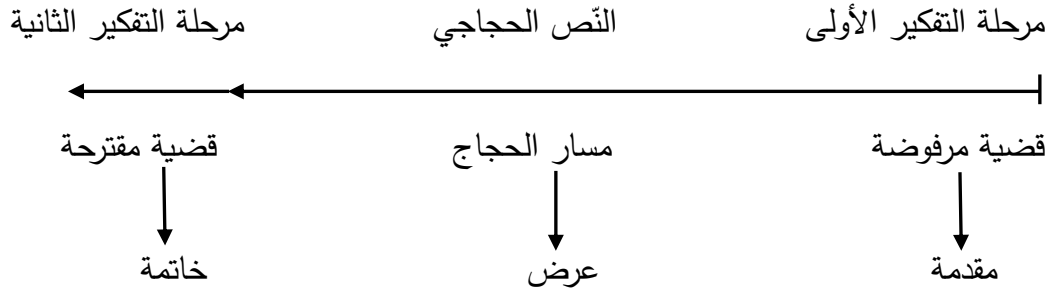 مرحلة التفكير الأولى النّص الحجاجي مرحلة التفكير الثانية
قضية مرفوضة مسار الحجاج قضية مقترحة
مقدمة عرض خاتمة